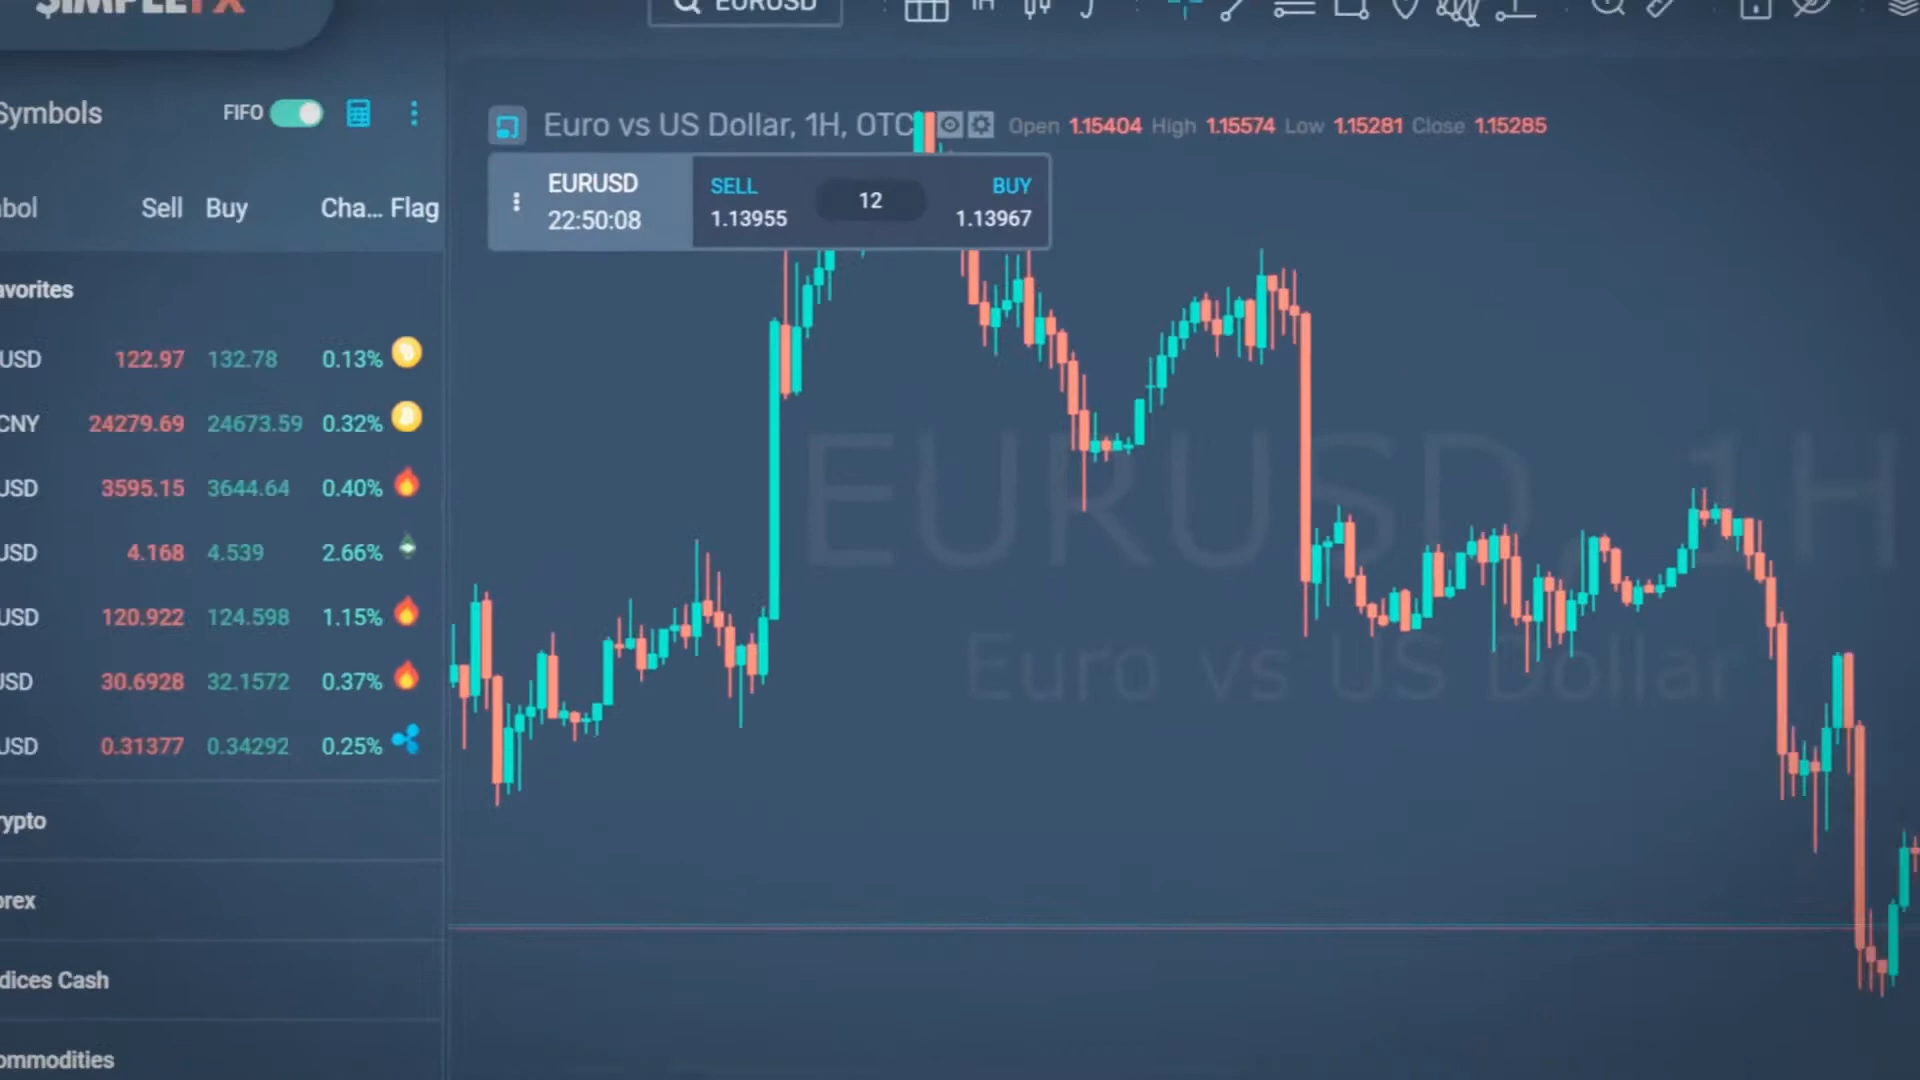 SIMPLEFX
EURUSD
1H
Symbols
FIFO
Euro vs US Dollar, 1H, OTC
Open 1.15404 High 1.15574 Low 1.15281 Close 1.15285
EURUSD
22:50:08
SELL
1.13955
12
BUY
1.13967
bol Sell Buy Cha... Flag
avorites
USD 122.97 132.78 0.13%
CNY 24279.69 24673.59 0.32%
USD 3595.15 3644.64 0.40%
USD 4.168 4.539 2.66%
USD 120.922 124.598 1.15%
USD 30.6928 32.1572 0.37%
USD 0.31377 0.34292 0.25%
rypto
orex
dices Cash
ommodities
EURUSD, 1H
Euro vs US Dollar